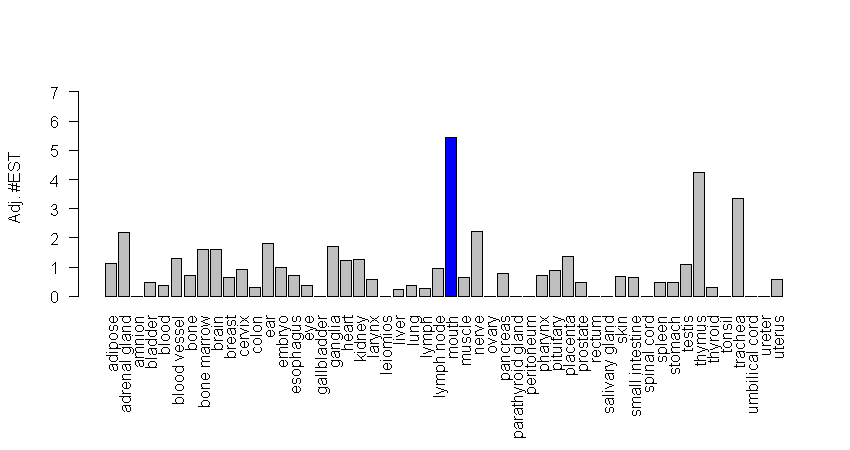 7
6
5
4
3
2
1
0
Adj. #EST
adipose
adrenal gland
amnion
bladder
blood
blood vessel
bone
bone marrow
brain
breast
cervix
colon
ear
embryo
esophagus
eye
gallbladder
ganglia
heart
kidney
larynx
leiomios
liver
lung
lymph
lymph node
mouth
muscle
nerve
ovary
pancreas
parathyroid gland
peritoneum
pharynx
pituitary
placenta
prostate
rectum
salivary gland
skin
small intestine
spinal cord
spleen
stomach
testis
thymus
thyroid
tonsil
trachea
umbilical cord
ureter
uterus